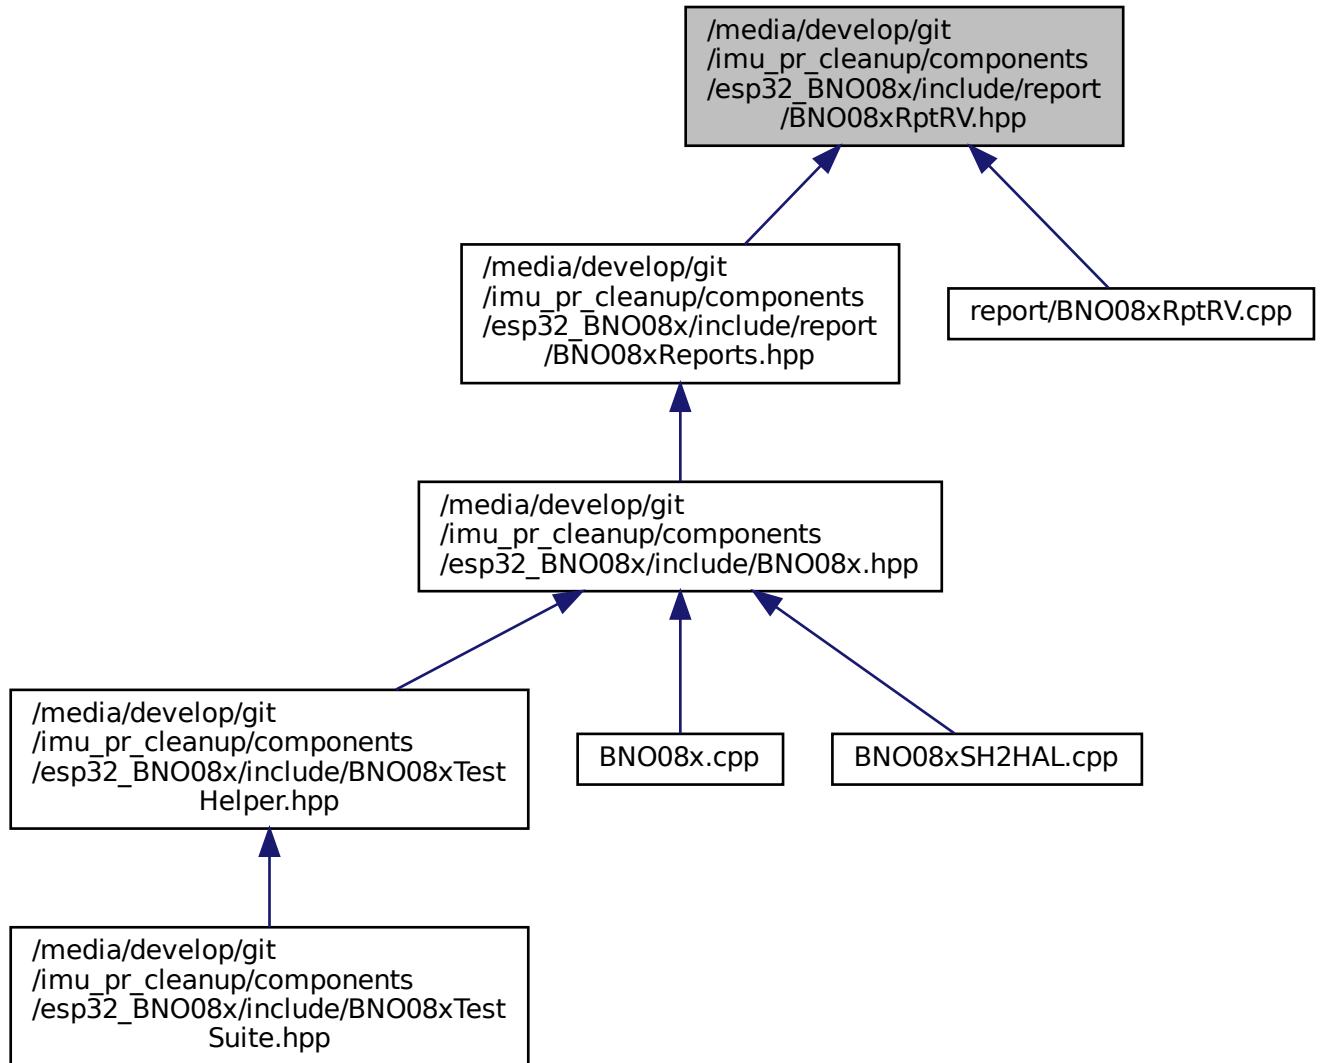 /media/develop/git
/imu_pr_cleanup/components
/esp32_BNO08x/include/report
/BNO08xRptRV.hpp
/media/develop/git
/imu_pr_cleanup/components
/esp32_BNO08x/include/report
/BNO08xReports.hpp
report/BNO08xRptRV.cpp
/media/develop/git
/imu_pr_cleanup/components
/esp32_BNO08x/include/BNO08x.hpp
/media/develop/git
/imu_pr_cleanup/components
/esp32_BNO08x/include/BNO08xTest
Helper.hpp
BNO08x.cpp
BNO08xSH2HAL.cpp
/media/develop/git
/imu_pr_cleanup/components
/esp32_BNO08x/include/BNO08xTest
Suite.hpp